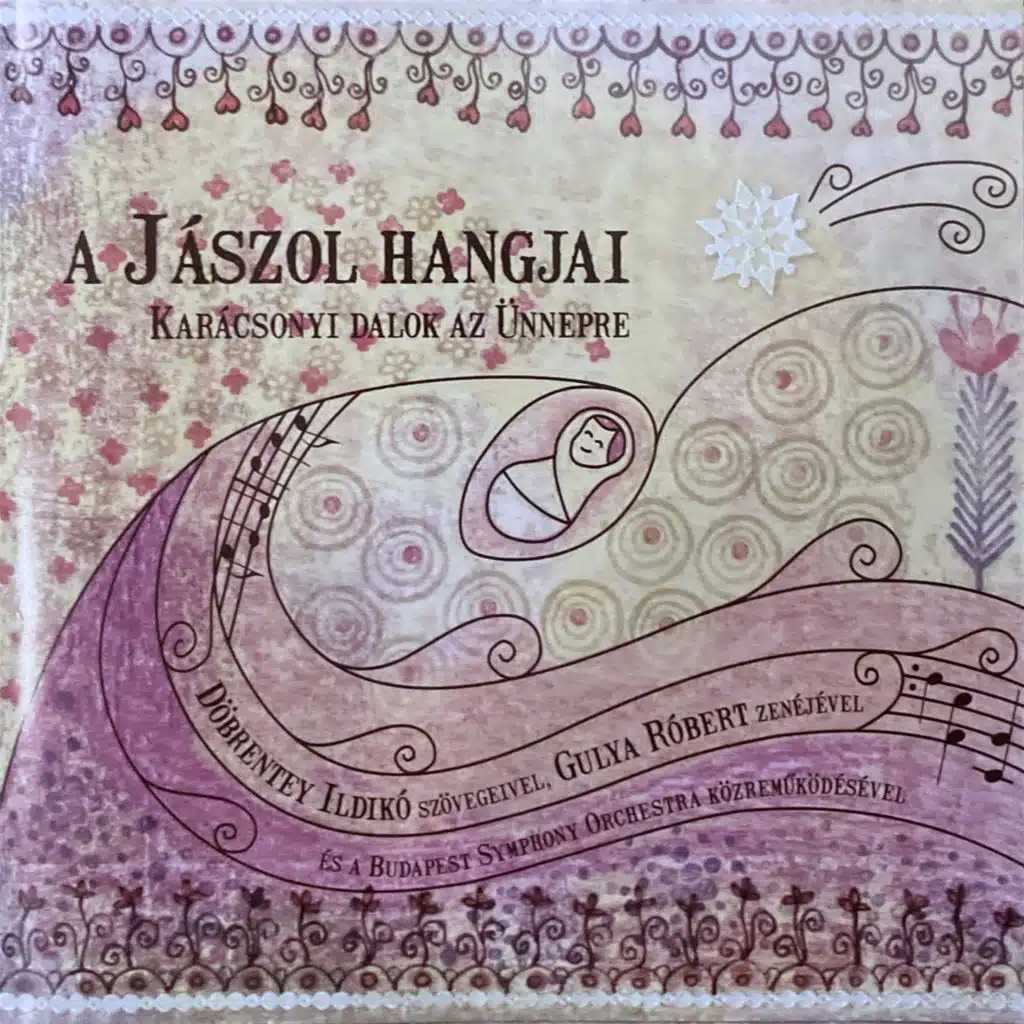 A JÁSZOL HANGJAI
KARÁCSONYI DALOK AZ ÜNNEPRE
DÖBRENTEY ILDIKÓ SZÖVEGEIVEL, GULYA RÓBERT ZENÉJÉVEL
ÉS A BUDAPEST SYMPHONY ORCHESTRA KÖZREMŰKÖDÉSÉVEL